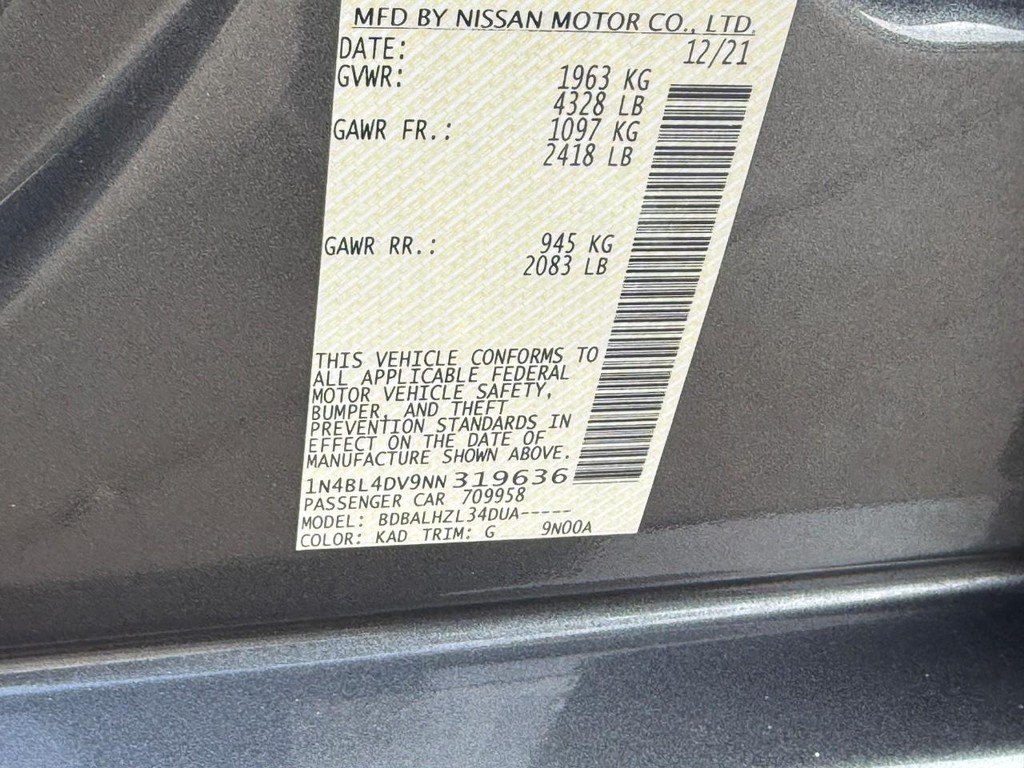 MFD BY NISSAN MOTOR CO., LTD.
DATE: 12/21
GVWR: 1963 KG
4328 LB
GAWR FR.: 1097 KG
2418 LB
GAWR RR.: 945 KG
2083 LB
THIS VEHICLE CONFORMS TO
ALL APPLICABLE FEDERAL
MOTOR VEHICLE SAFETY,
BUMPER, AND THEFT
PREVENTION STANDARDS IN
EFFECT ON THE DATE OF
MANUFACTURE SHOWN ABOVE.
1N4BL4DV9NN 319636
PASSENGER CAR 709958
MODEL: BDBALHZL34DUA-----
COLOR: KAD TRIM: G 9N00A